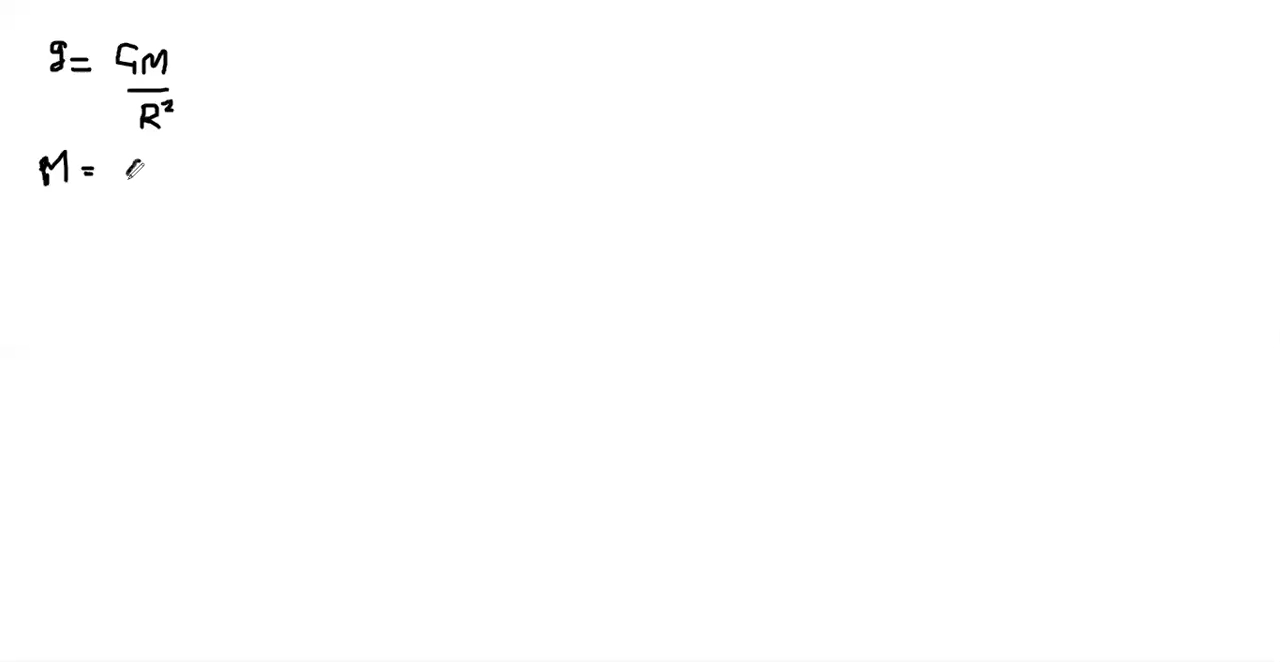 g = GM / R²
M =